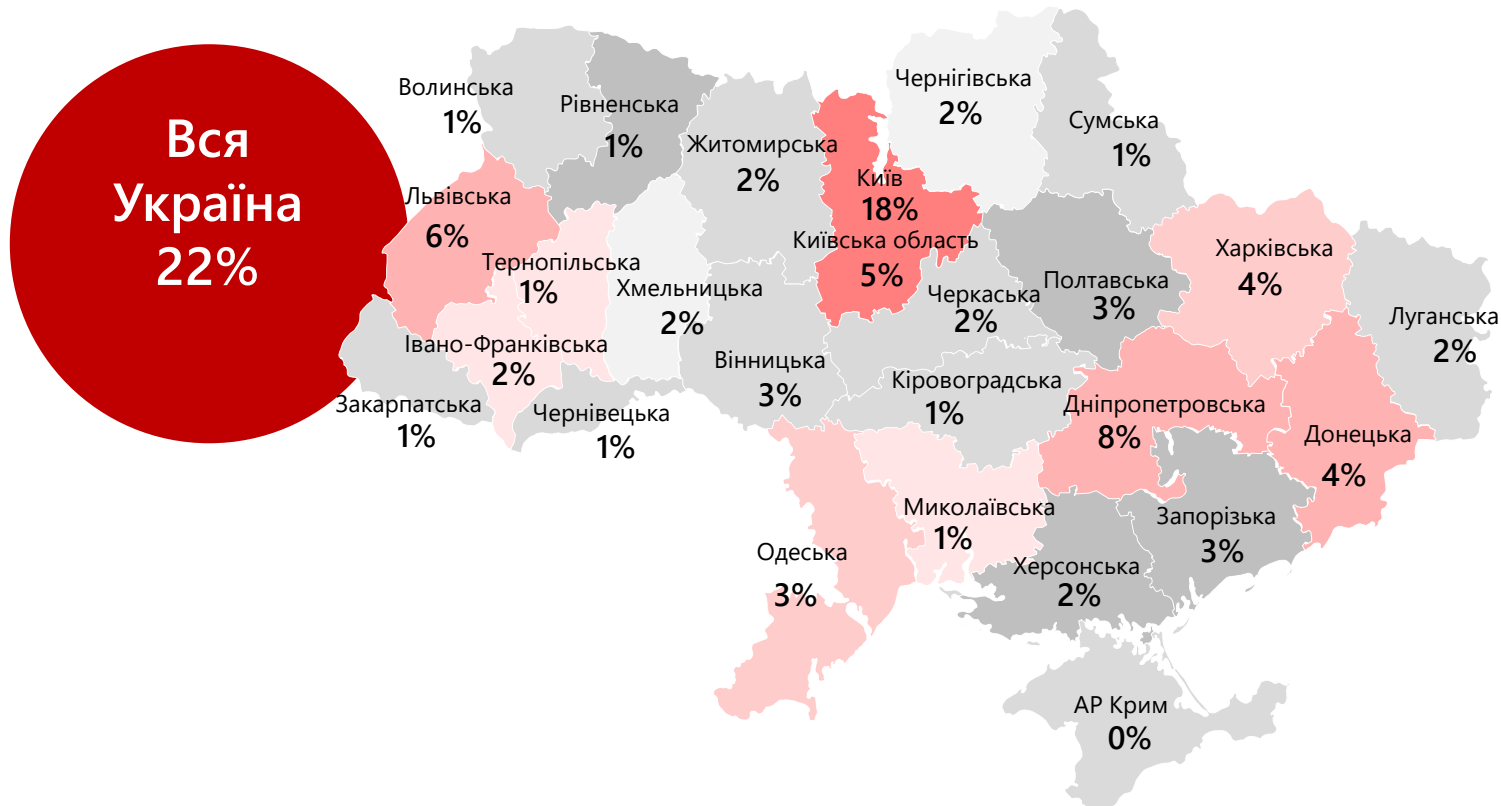 Вся
Україна
22%
Волинська
1%
Рівненська
1%
Житомирська
2%
Київ
18%
Київська область
5%
Чернігівська
2%
Сумська
1%
Львівська
6%
Тернопільська
1%
Хмельницька
2%
Івано-Франківська
2%
Закарпатська
1%
Чернівецька
1%
Вінницька
3%
Черкаська
2%
Полтавська
3%
Харківська
4%
Луганська
2%
Кіровоградська
1%
Дніпропетровська
8%
Донецька
4%
Одеська
3%
Миколаївська
1%
Херсонська
2%
Запорізька
3%
АР Крим
0%